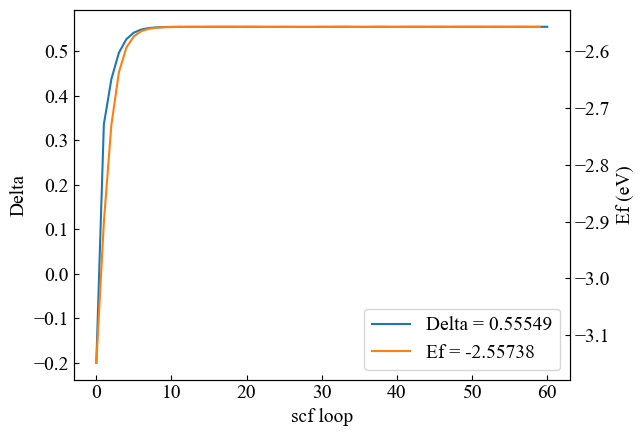 0.5
0.4
0.3
0.2
0.1
0.0
−0.1
−0.2
Delta
−2.6
−2.7
−2.8
−2.9
−3.0
−3.1
Ef (eV)
Delta = 0.55549
Ef = -2.55738
0 10 20 30 40 50 60
scf loop